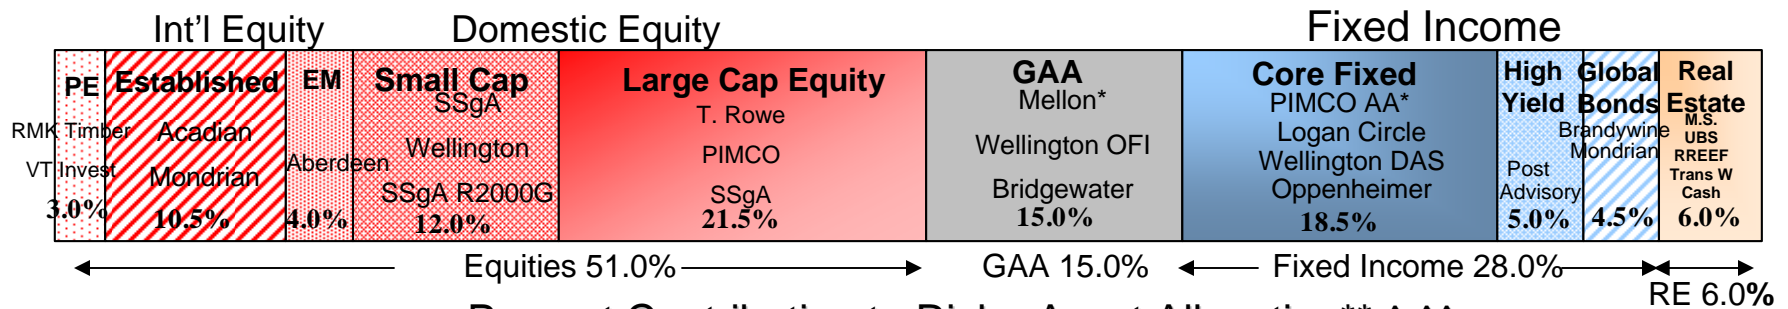 Int'l Equity
Domestic Equity
Fixed Income
PE
RMK Timber
VT Invest
3.0%
Established
Acadian
Mondrian
10.5%
EM
Aberdeen
4.0%
Small Cap
SSgA
Wellington
SSgA R2000G
12.0%
Large Cap Equity
T. Rowe
PIMCO
SSgA
21.5%
GAA
Mellon*
Wellington OFI
Bridgewater
15.0%
Core Fixed
PIMCO AA*
Logan Circle
Wellington DAS
Oppenheimer
18.5%
High
Yield
Post
Advisory
5.0%
Global
Bonds
Brandywine
Mondrian
4.5%
Real
Estate
M.S.
UBS
RREEF
Trans W
Cash
6.0%
Equities 51.0%
GAA 15.0%
Fixed Income 28.0%
RE 6.0%